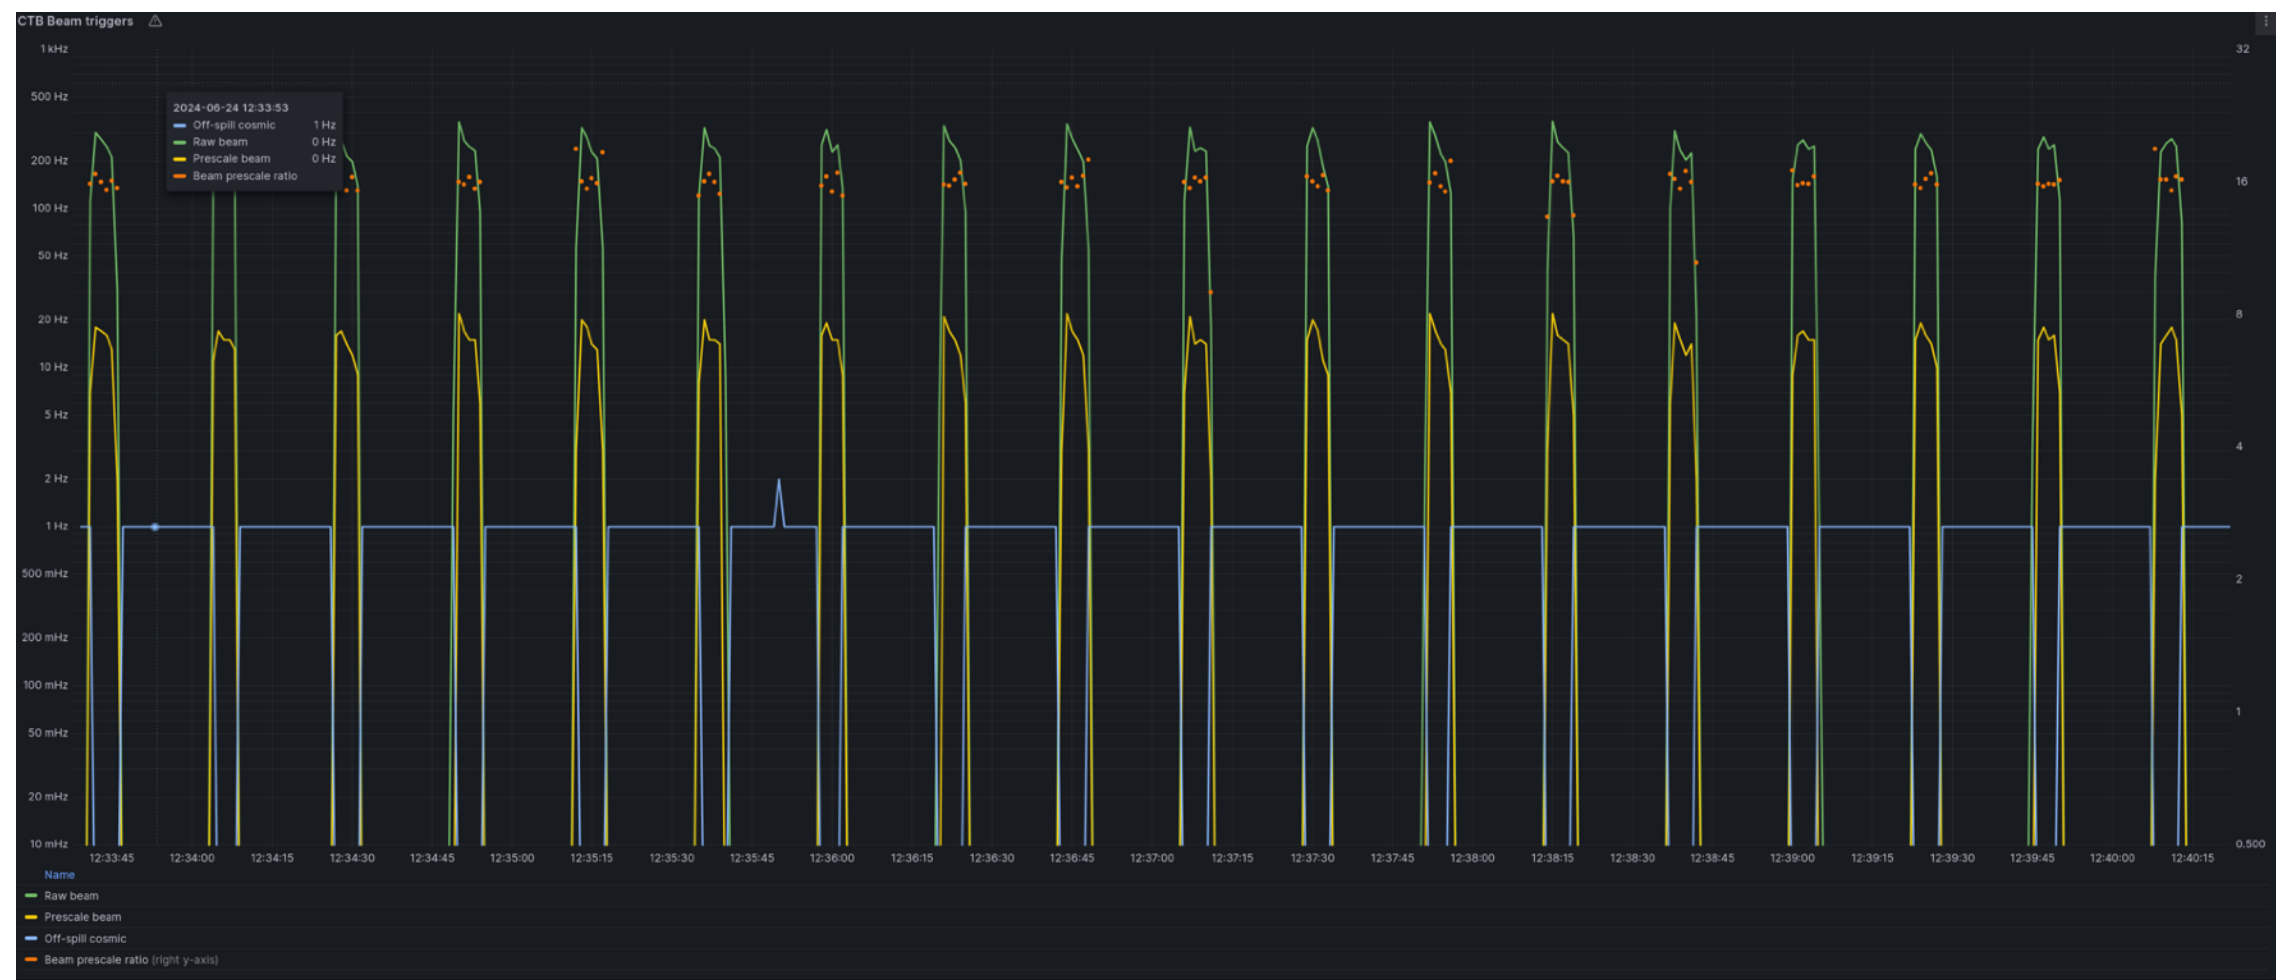 CTB Beam triggers
1 kHz
500 Hz
200 Hz
100 Hz
50 Hz
20 Hz
10 Hz
5 Hz
2 Hz
1 Hz
500 mHz
200 mHz
100 mHz
50 mHz
20 mHz
10 mHz
2024-06-24 12:33:53
Off-spill cosmic 1 Hz
Raw beam 0 Hz
Prescale beam 0 Hz
Beam prescale ratio
32
16
8
4
2
1
0.500
12:33:45 12:34:00 12:34:15 12:34:30 12:34:45 12:35:00 12:35:15 12:35:30 12:35:45 12:36:00 12:36:15 12:36:30 12:36:45 12:37:00 12:37:15 12:37:30 12:37:45 12:38:00 12:38:15 12:38:30 12:38:45 12:39:00 12:39:15 12:39:30 12:39:45 12:40:00 12:40:15
Name
Raw beam
Prescale beam
Off-spill cosmic
Beam prescale ratio (right y-axis)